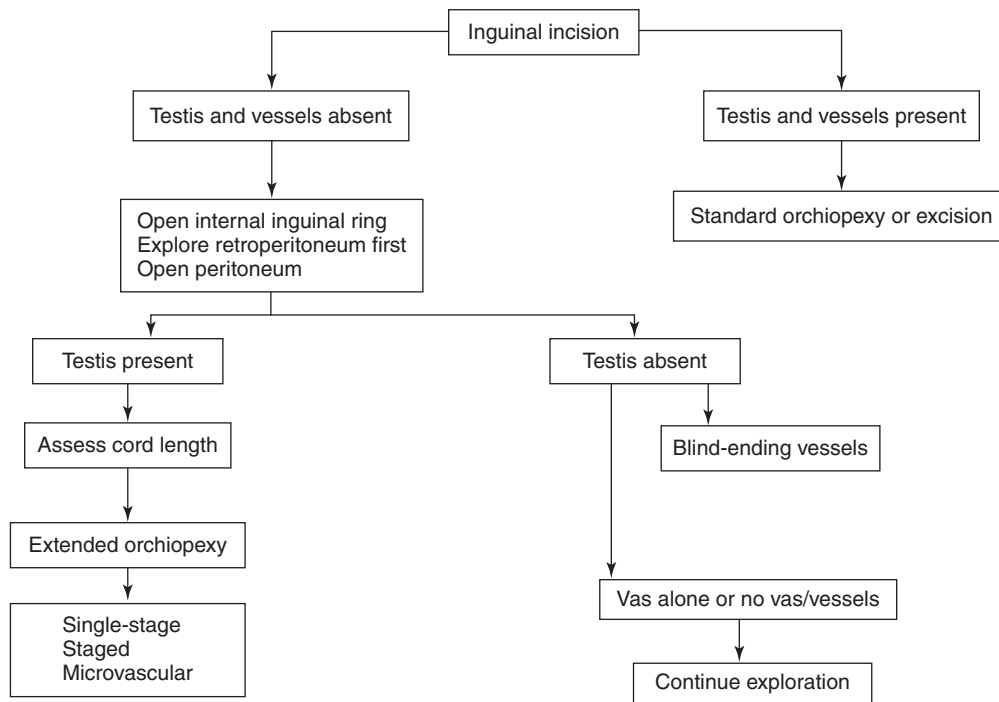 Inguinal incision
Testis and vessels absent
Testis and vessels present
Open internal inguinal ring
Explore retroperitoneum first
Open peritoneum
Standard orchiopexy or excision
Testis present
Testis absent
Assess cord length
Blind-ending vessels
Extended orchiopexy
Single-stage
Staged
Microvascular
Vas alone or no vas/vessels
Continue exploration